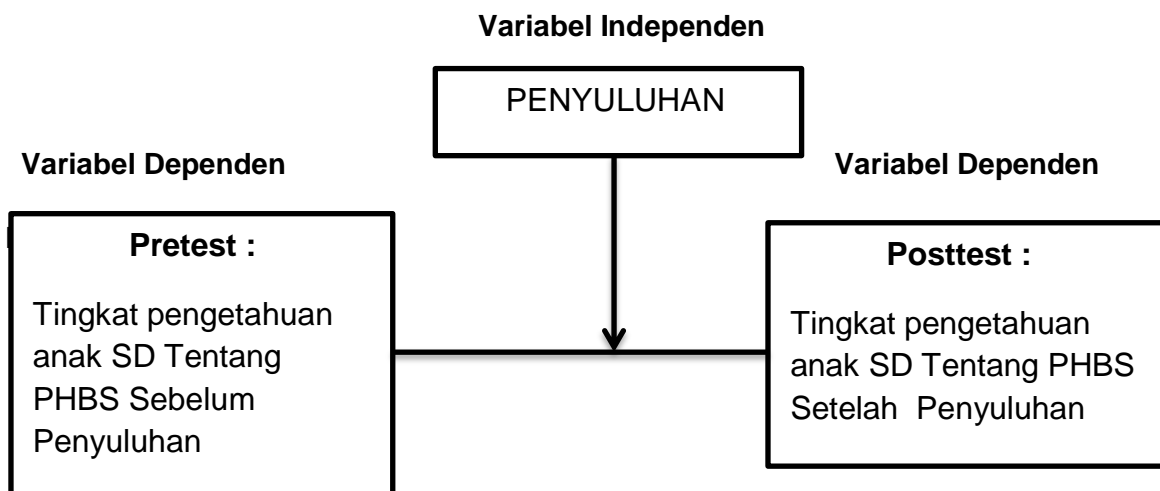 Variabel Independen
PENYULUHAN
Variabel Dependen
Pretest :
Tingkat pengetahuan
anak SD Tentang
PHBS Sebelum
Penyuluhan
Variabel Dependen
Posttest :
Tingkat pengetahuan
anak SD Tentang PHBS
Setelah Penyuluhan